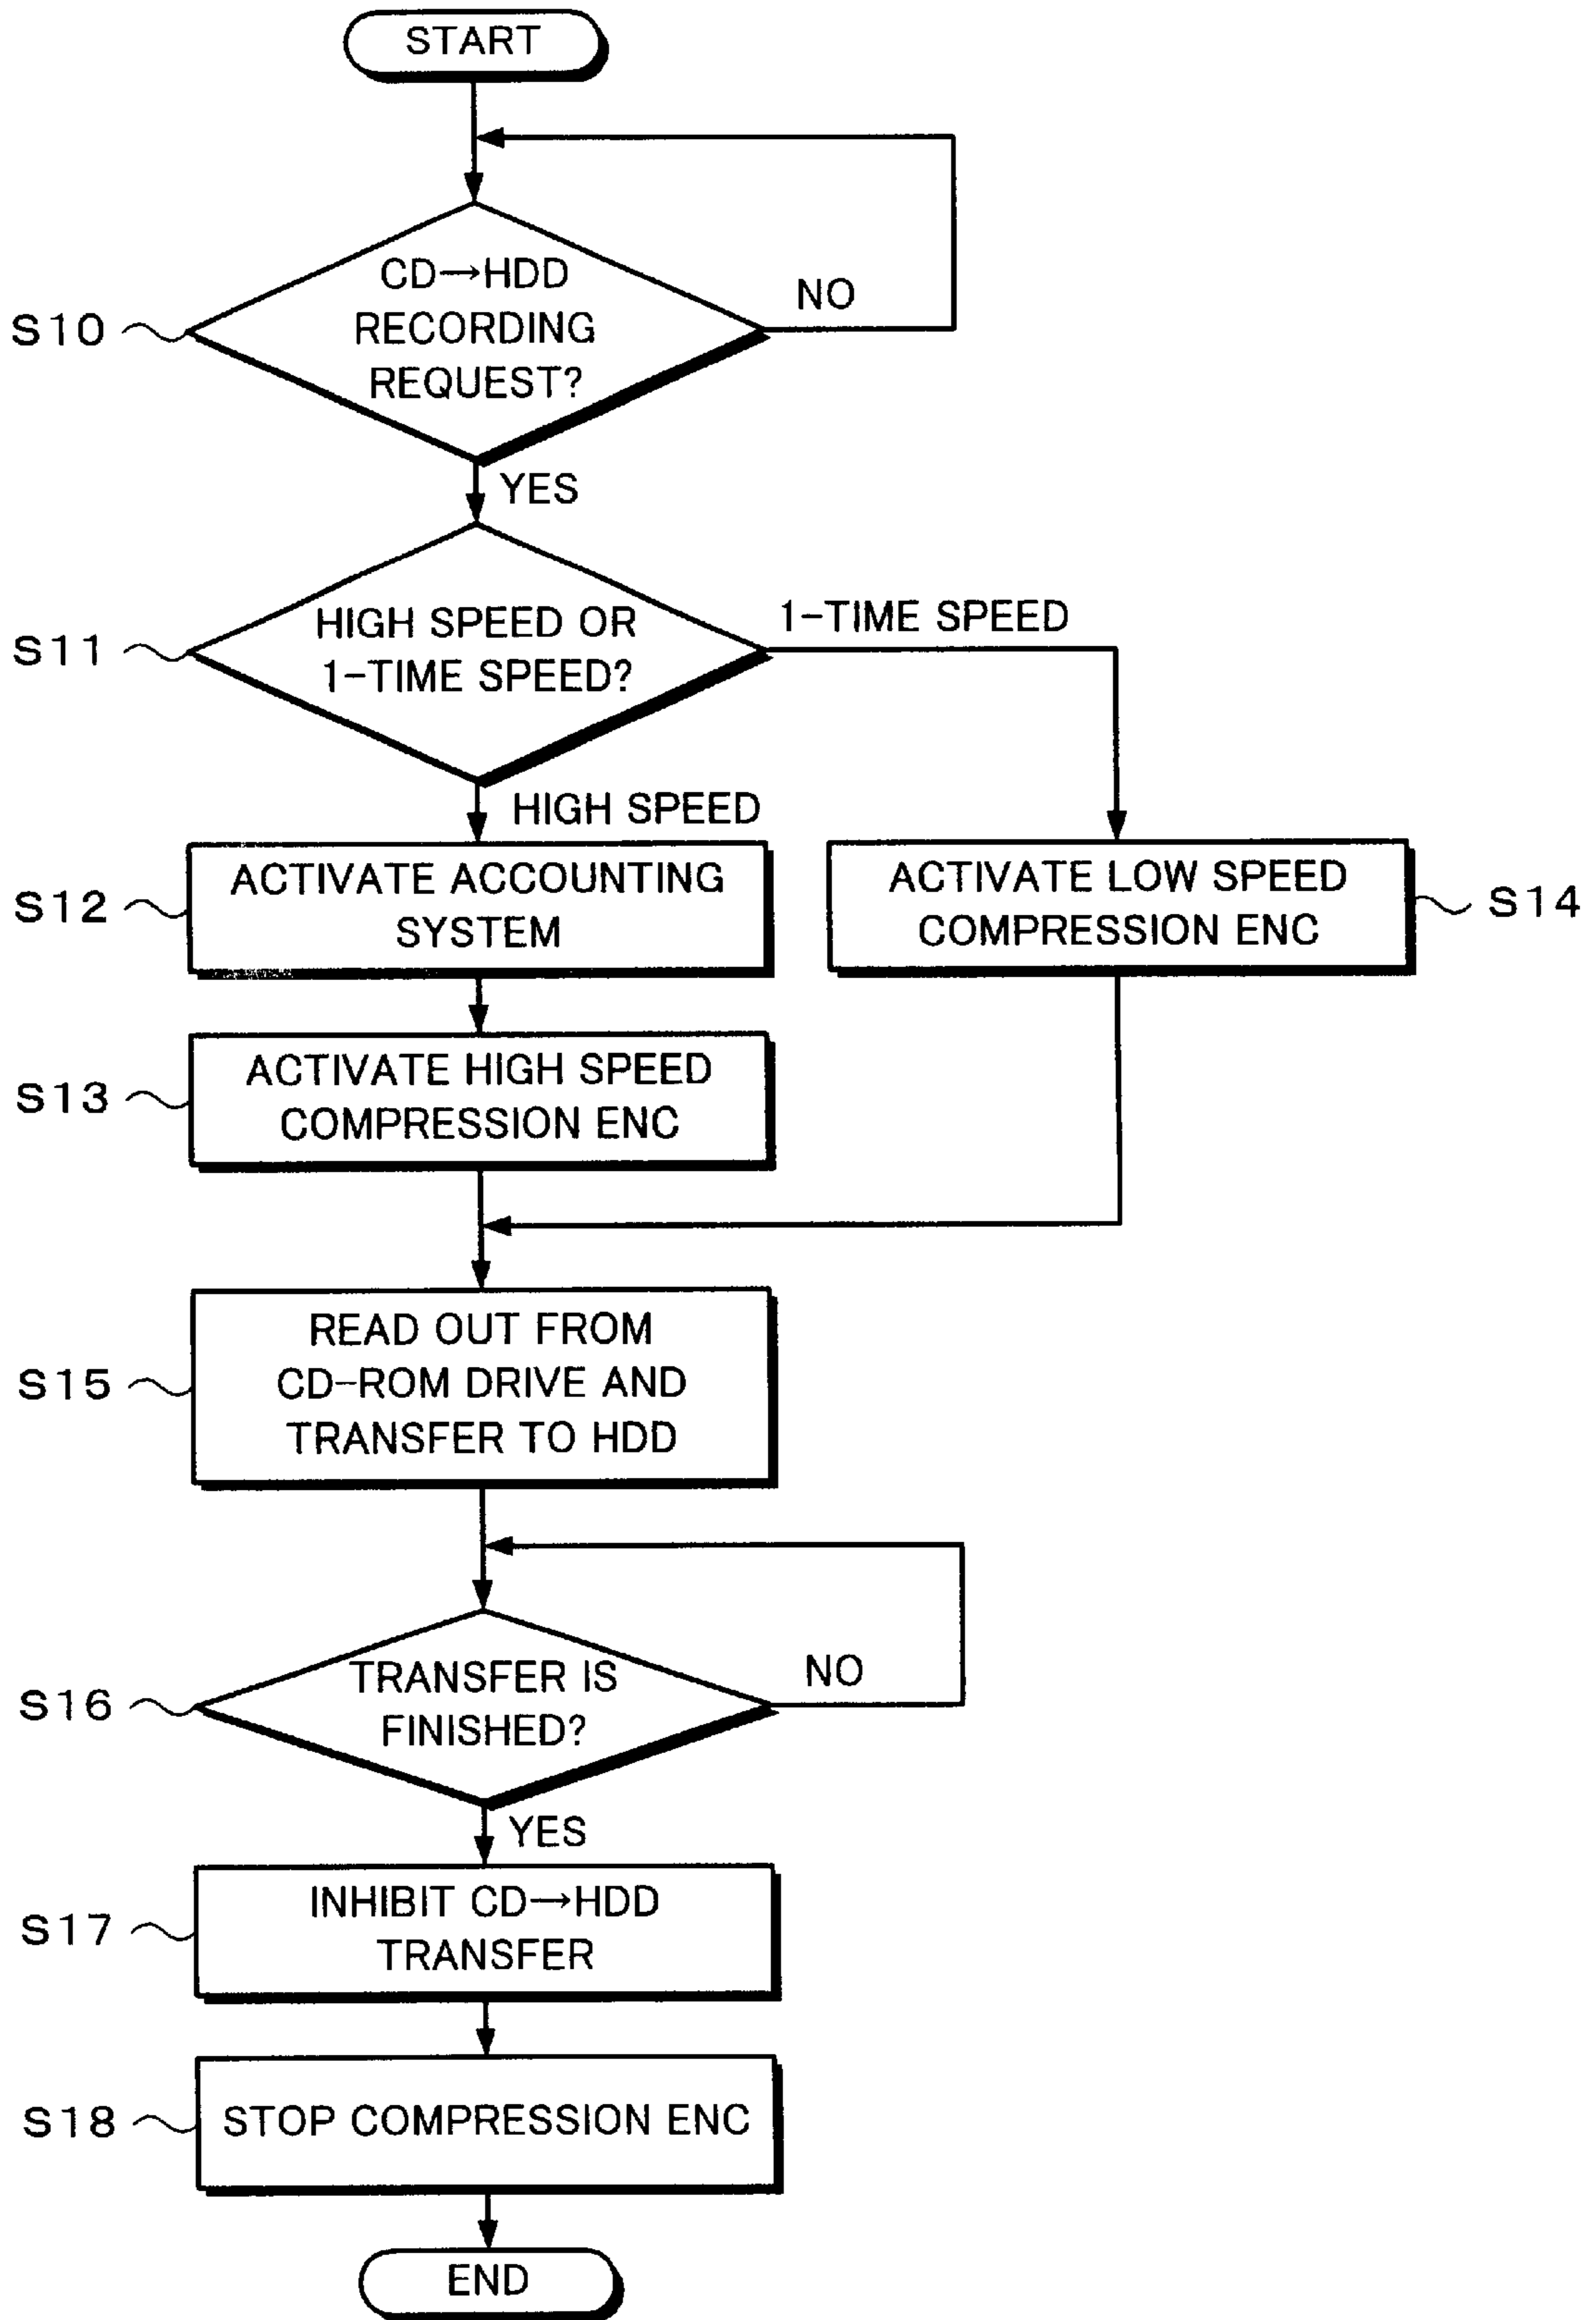 START
CD→HDD
RECORDING
REQUEST?
NO
S10
YES
HIGH SPEED OR
1-TIME SPEED?
1-TIME SPEED
S11
HIGH SPEED
ACTIVATE ACCOUNTING
SYSTEM
S12
ACTIVATE LOW SPEED
COMPRESSION ENC
S14
ACTIVATE HIGH SPEED
COMPRESSION ENC
S13
READ OUT FROM
CD-ROM DRIVE AND
TRANSFER TO HDD
S15
TRANSFER IS
FINISHED?
NO
S16
YES
INHIBIT CD→HDD
TRANSFER
S17
STOP COMPRESSION ENC
S18
END